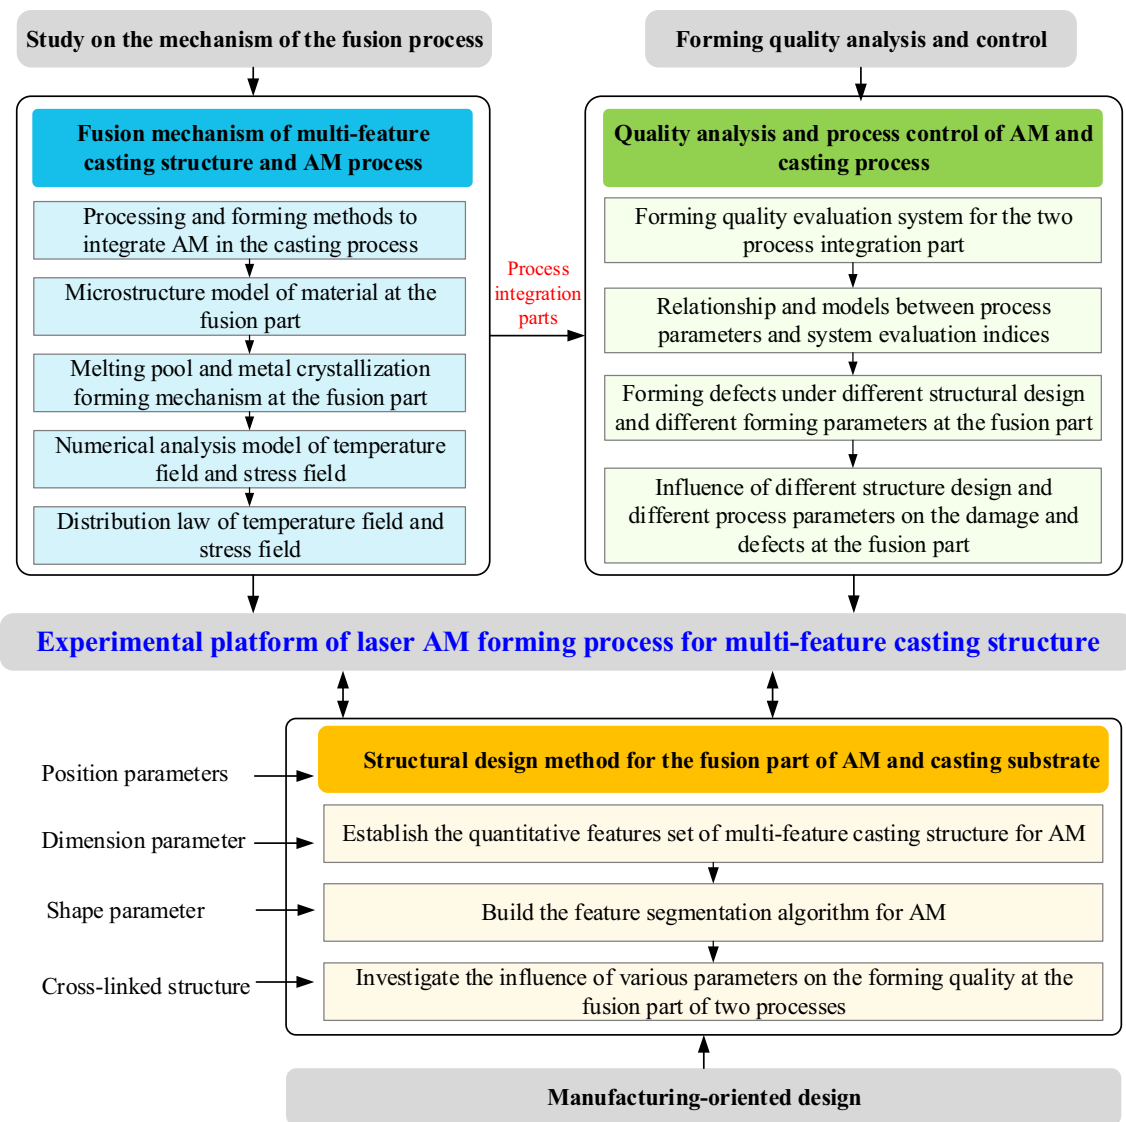 Study on the mechanism of the fusion process
Forming quality analysis and control
Fusion mechanism of multi-feature
casting structure and AM process
Processing and forming methods to
integrate AM in the casting process
Microstructure model of material at the
fusion part
Melting pool and metal crystallization
forming mechanism at the fusion part
Numerical analysis model of temperature
field and stress field
Distribution law of temperature field and
stress field
Process
integration
parts
Quality analysis and process control of AM and
casting process
Forming quality evaluation system for the two
process integration part
Relationship and models between process
parameters and system evaluation indices
Forming defects under different structural design
and different forming parameters at the fusion part
Influence of different structure design and
different process parameters on the damage and
defects at the fusion part
Experimental platform of laser AM forming process for multi-feature casting structure
Position parameters
Dimension parameter
Shape parameter
Cross-linked structure
Structural design method for the fusion part of AM and casting substrate
Establish the quantitative features set of multi-feature casting structure for AM
Build the feature segmentation algorithm for AM
Investigate the influence of various parameters on the forming quality at the
fusion part of two processes
Manufacturing-oriented design